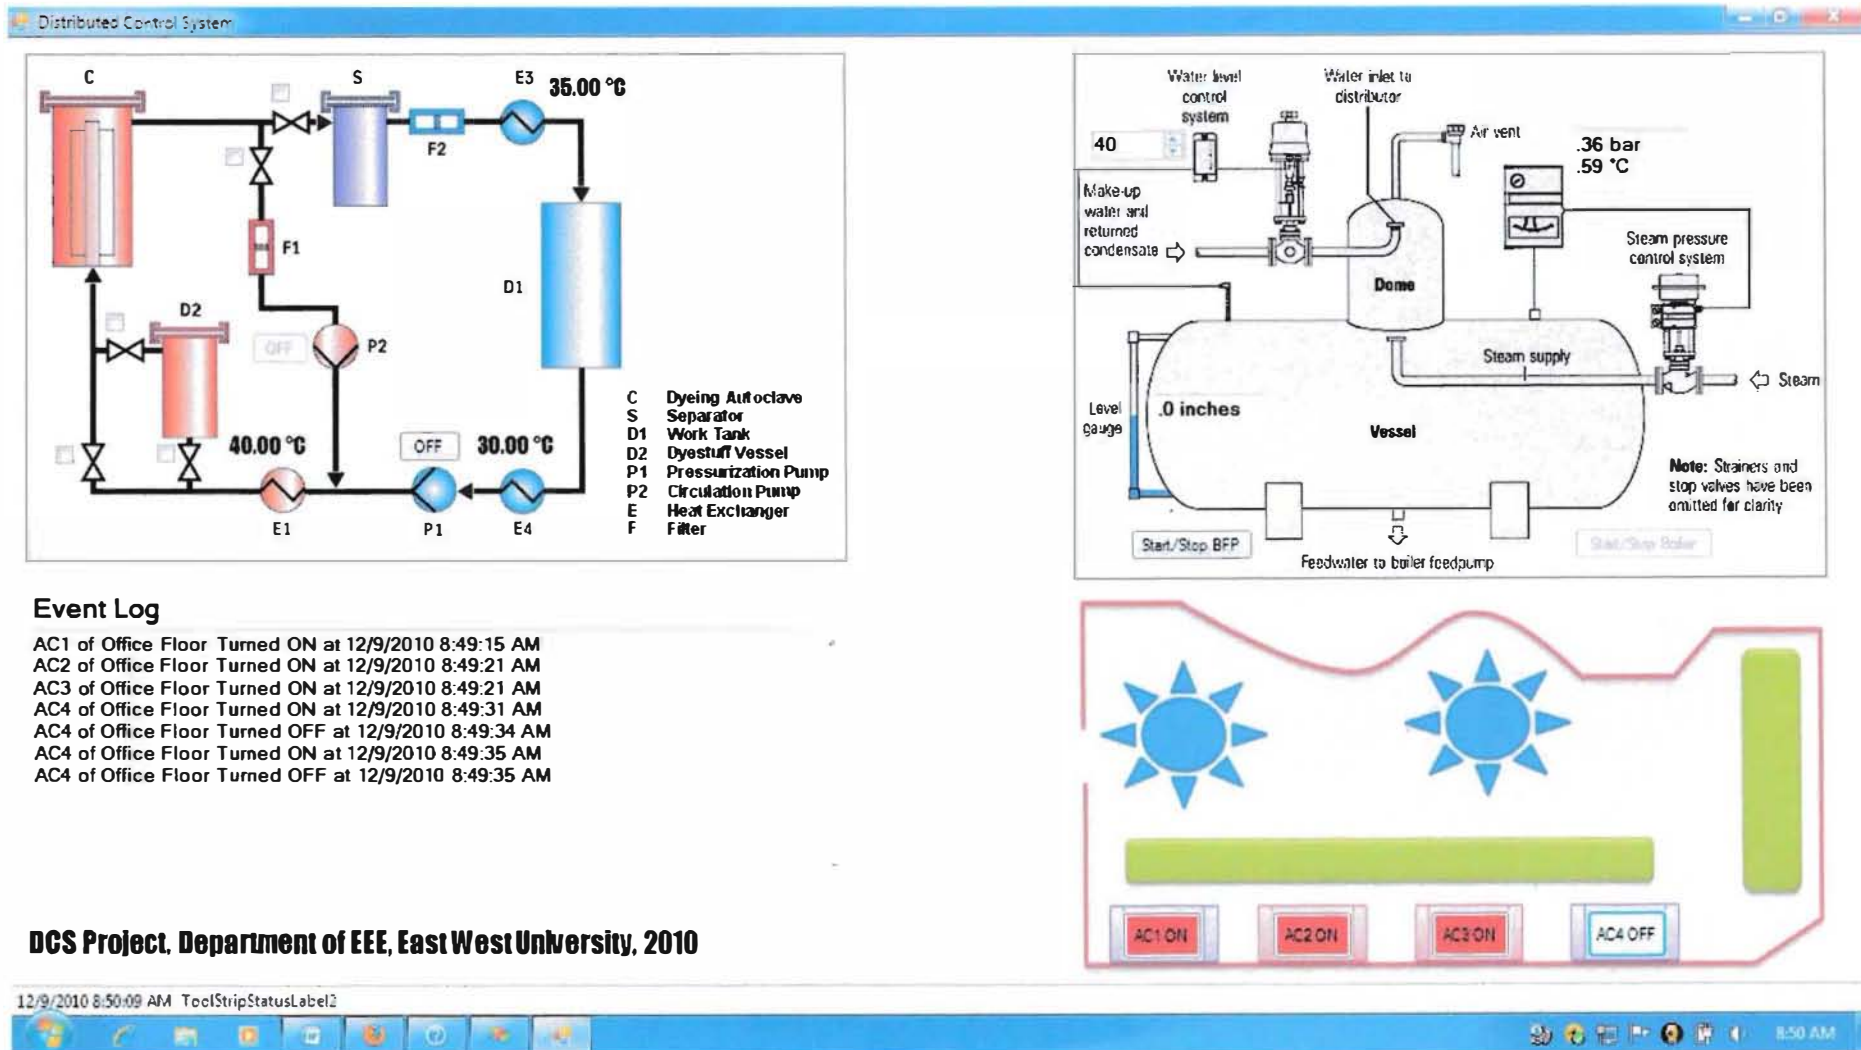 Distributed Control System
C
S
E3
35.00 °C
F2
F1
D1
D2
OFF
P2
40.00 °C
OFF
30.00 °C
E1
P1
E4
C Dyeing Autoclave
S Separator
D1 Work Tank
D2 Dyestuff Vessel
P1 Pressurization Pump
P2 Circulation Pump
E Heat Exchanger
F Filter
Water level
control
system
Water inlet to
distributor
Air vent
40
.36 bar
.59 °C
Make-up
water and
returned
condensate
Steam pressure
control system
Dome
Steam supply
Steam
Level
gauge
.0 inches
Vessel
Note: Strainers and
stop valves have been
omitted for clarity
Start/Stop BFP
Start/Stop Boiler
Feedwater to boiler feedpump
Event Log
AC1 of Office Floor Turned ON at 12/9/2010 8:49:15 AM
AC2 of Office Floor Turned ON at 12/9/2010 8:49:21 AM
AC3 of Office Floor Turned ON at 12/9/2010 8:49:21 AM
AC4 of Office Floor Turned ON at 12/9/2010 8:49:31 AM
AC4 of Office Floor Turned OFF at 12/9/2010 8:49:34 AM
AC4 of Office Floor Turned ON at 12/9/2010 8:49:35 AM
AC4 of Office Floor Turned OFF at 12/9/2010 8:49:35 AM
AC1 ON
AC2 ON
AC3 ON
AC4 OFF
DCS Project, Department of EEE, East West University, 2010
12/9/2010 8:50:09 AM ToolStripStatusLabel2
8:50 AM